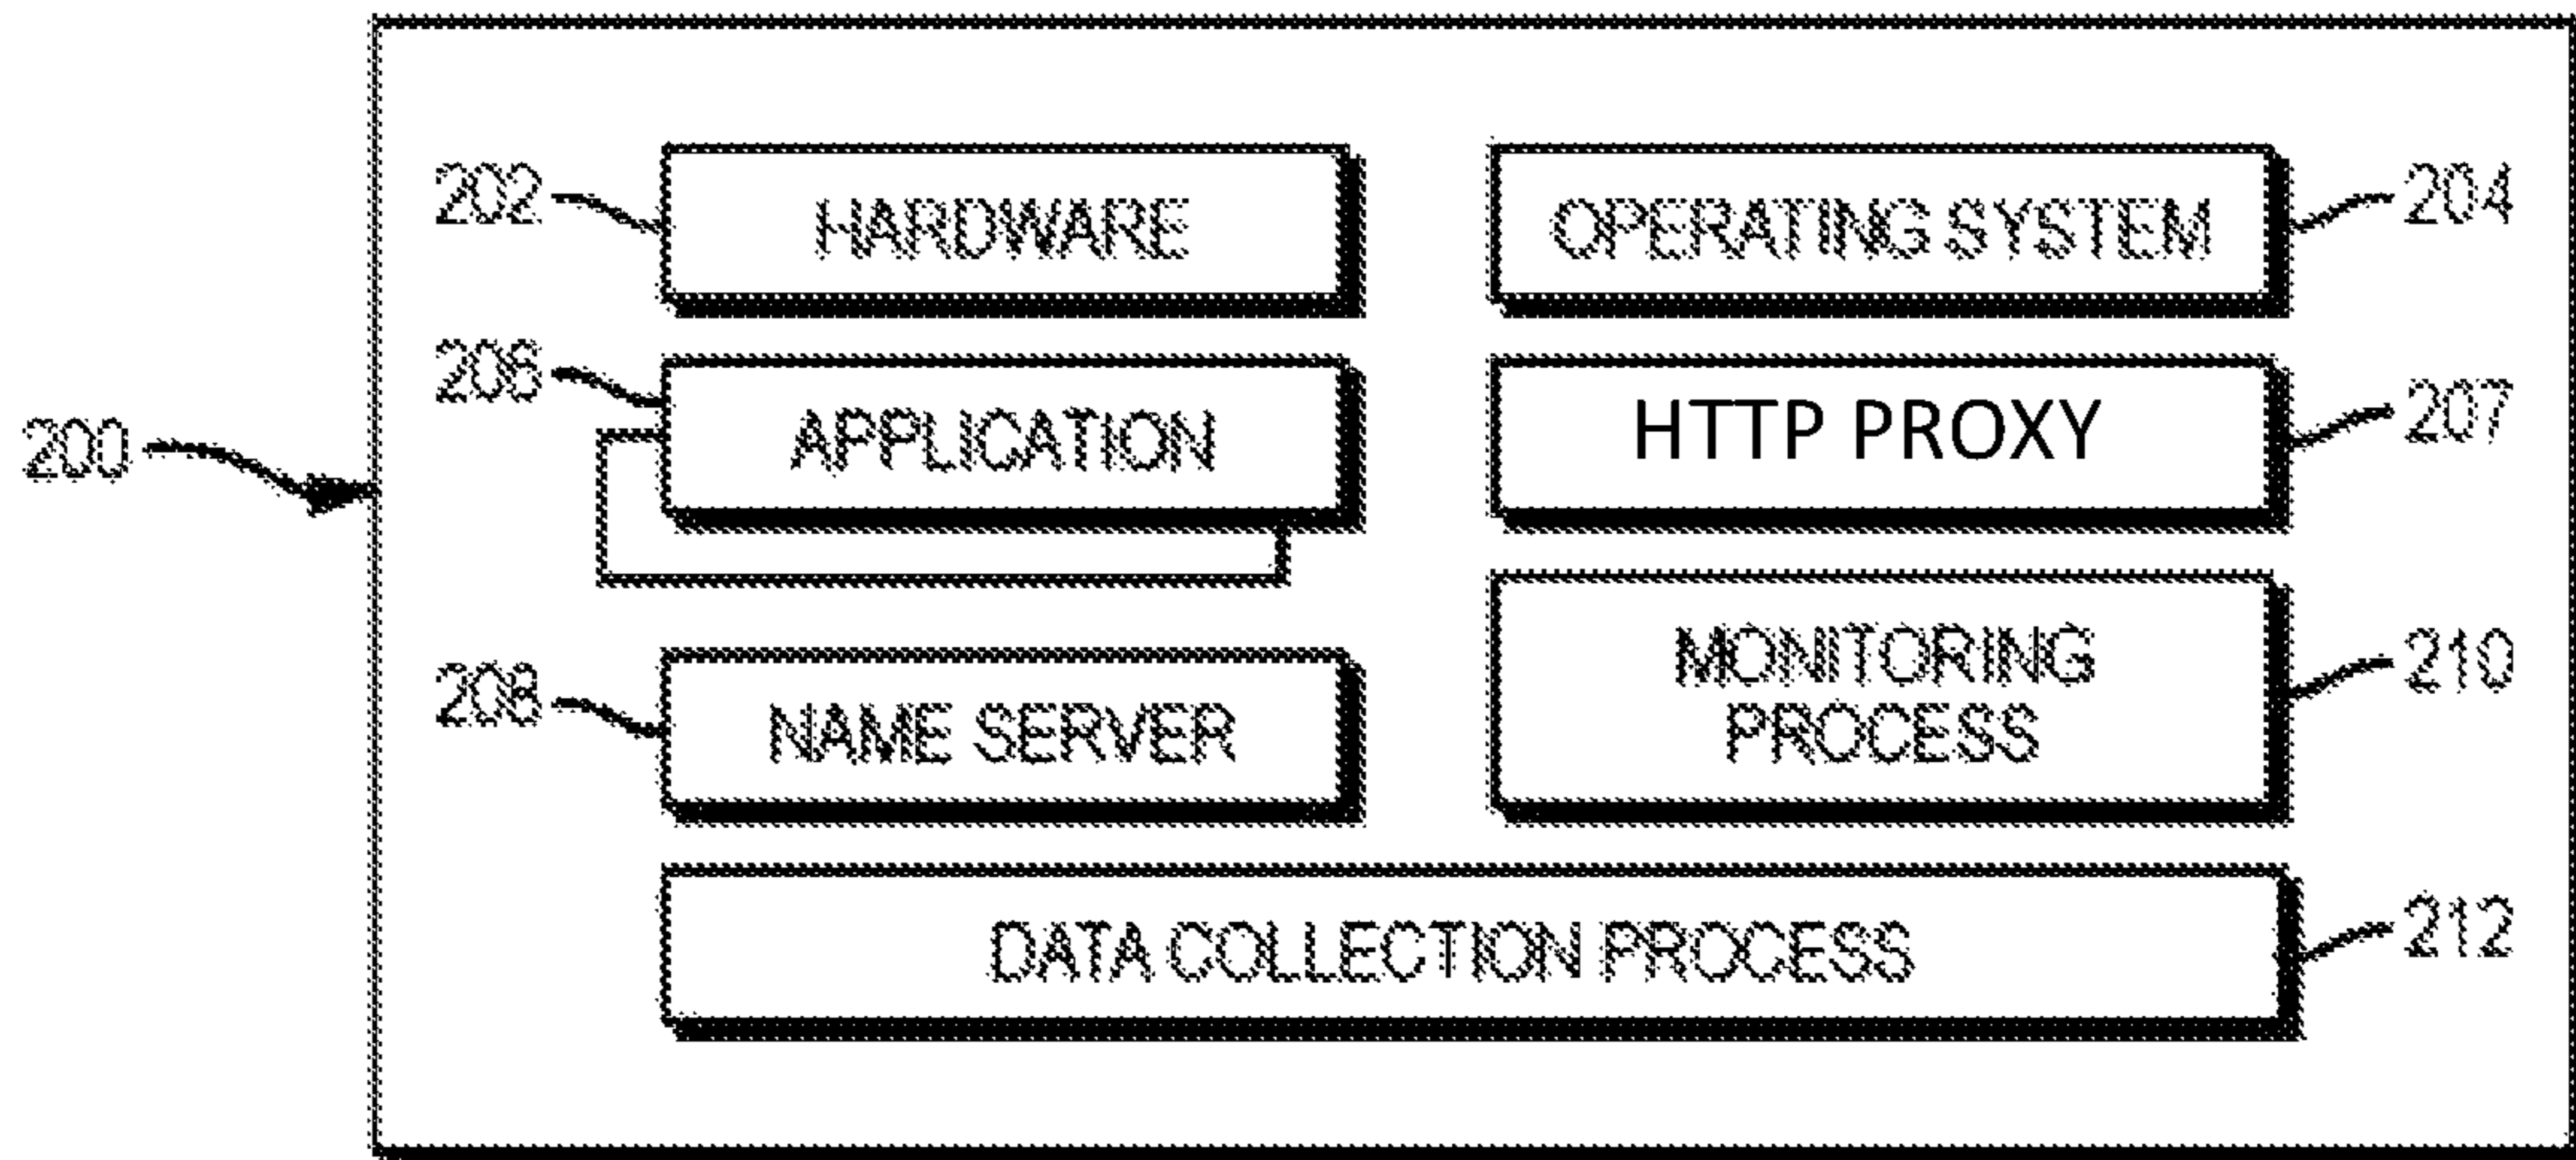 202
HARDWARE
OPERATING SYSTEM
204
206
APPLICATION
HTTP PROXY
207
200
208
NAME SERVER
MONITORING
PROCESS
210
DATA COLLECTION PROCESS
212